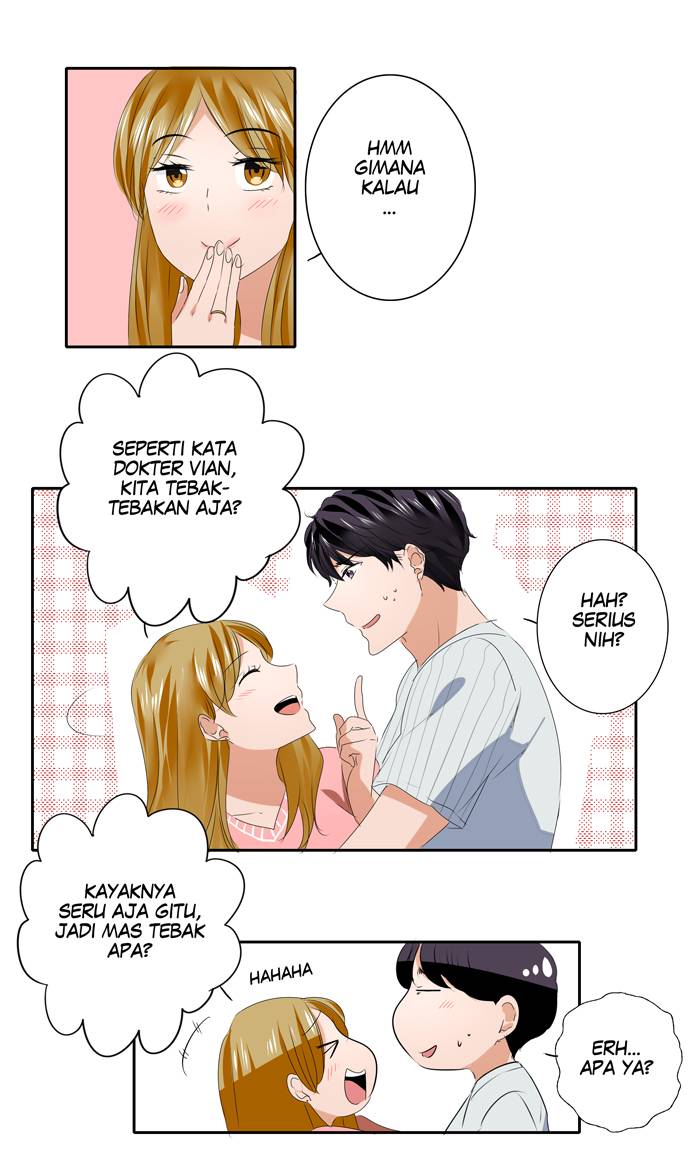 HMM
GIMANA
KALAU
...
SEPERTI KATA
DOKTER VIAN,
KITA TEBAK-
TEBAKAN AJA?
HAH?
SERIUS
NIH?
KAYAKNYA
SERU AJA GITU,
JADI MAS TEBAK
APA?
HAHAHA
ERH...
APA YA?